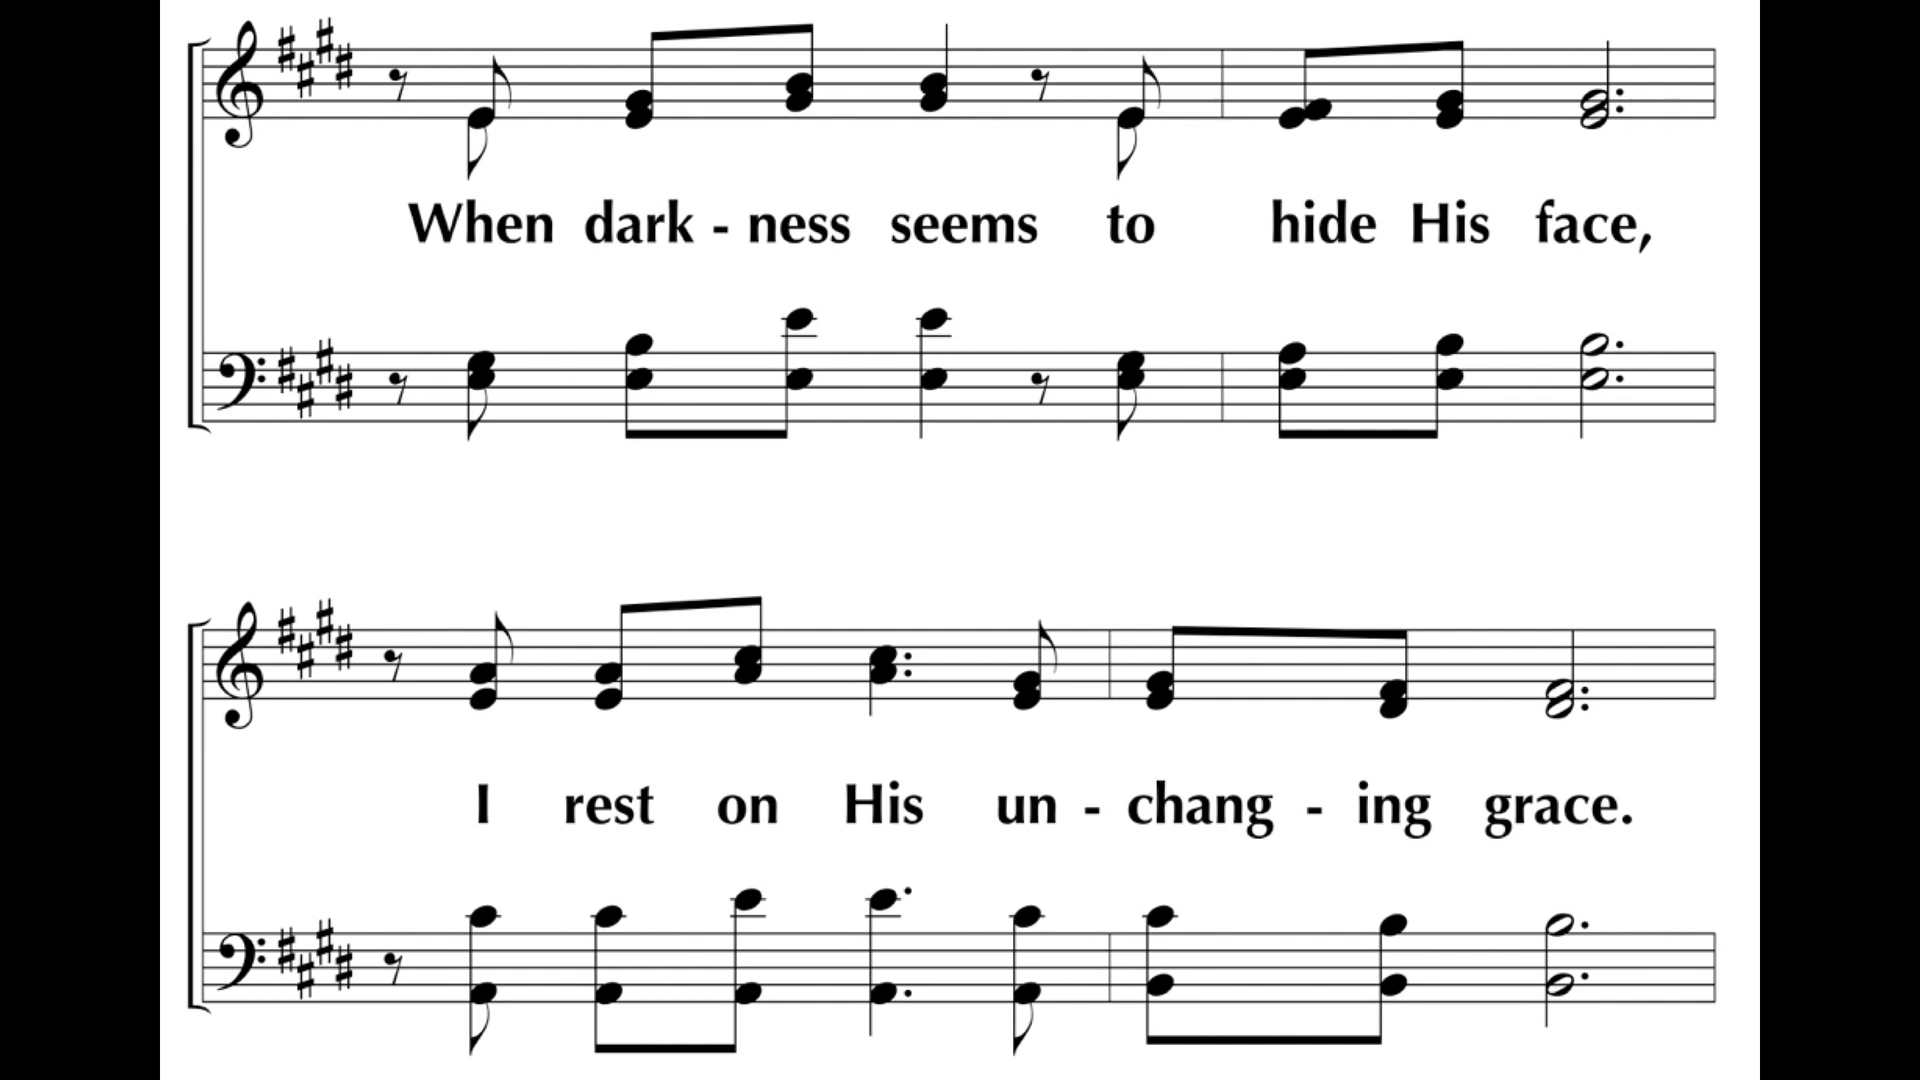 When dark - ness seems to hide His face,
I rest on His un - chang - ing grace.